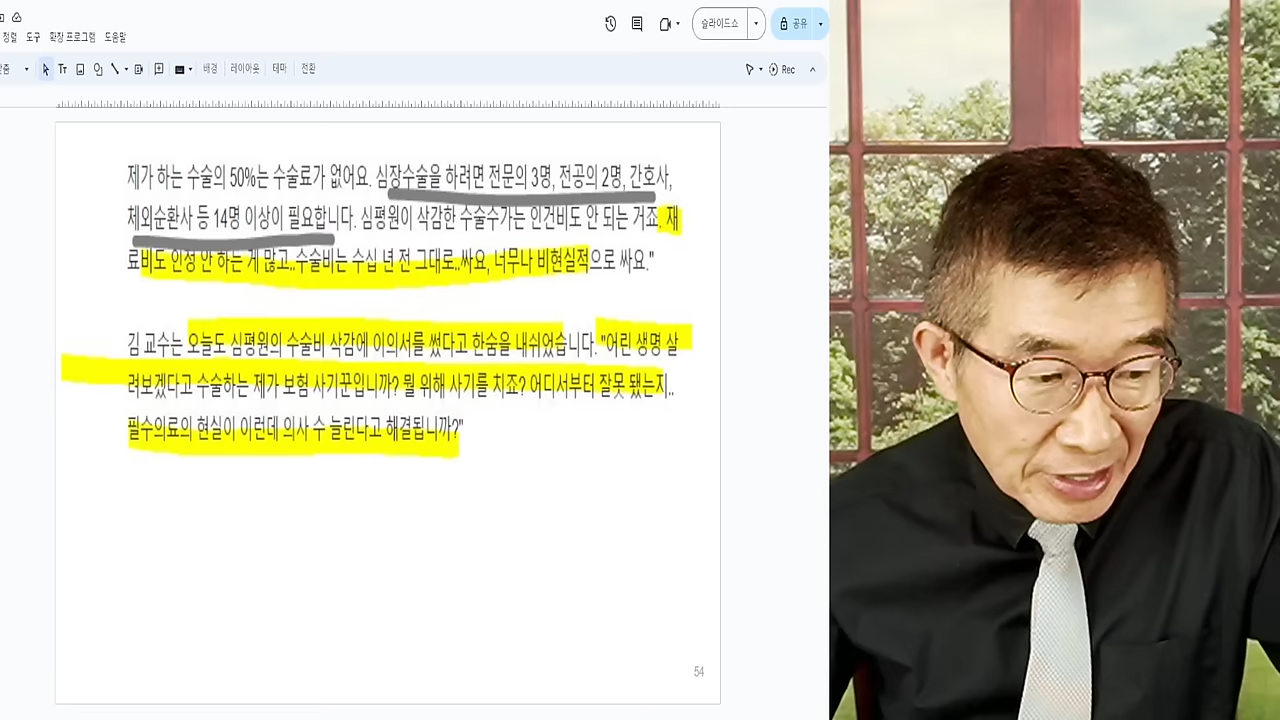 정렬 도구 확장 프로그램 도움말
슬라이드쇼
공유
배경 레이아웃 테마 전환
Rec
제가 하는 수술의 50%는 수술료가 없어요. 심장수술을 하려면 전문의 3명, 전공의 2명, 간호사,
체외순환사 등 14명 이상이 필요합니다. 심평원이 삭감한 수술수가는 인건비도 안 되는 거죠. 재
료비도 인정 안 하는 게 많고..수술비는 수십 년 전 그대로..싸요, 너무나 비현실적으로 싸요."
김 교수는 오늘도 심평원의 수술비 삭감에 이의서를 썼다고 한숨을 내쉬었습니다. "어린 생명 살
려보겠다고 수술하는 제가 보험 사기꾼입니까? 뭘 위해 사기를 치죠? 어디서부터 잘못 됐는지..
필수의료의 현실이 이런데 의사 수 늘린다고 해결됩니까?"
54